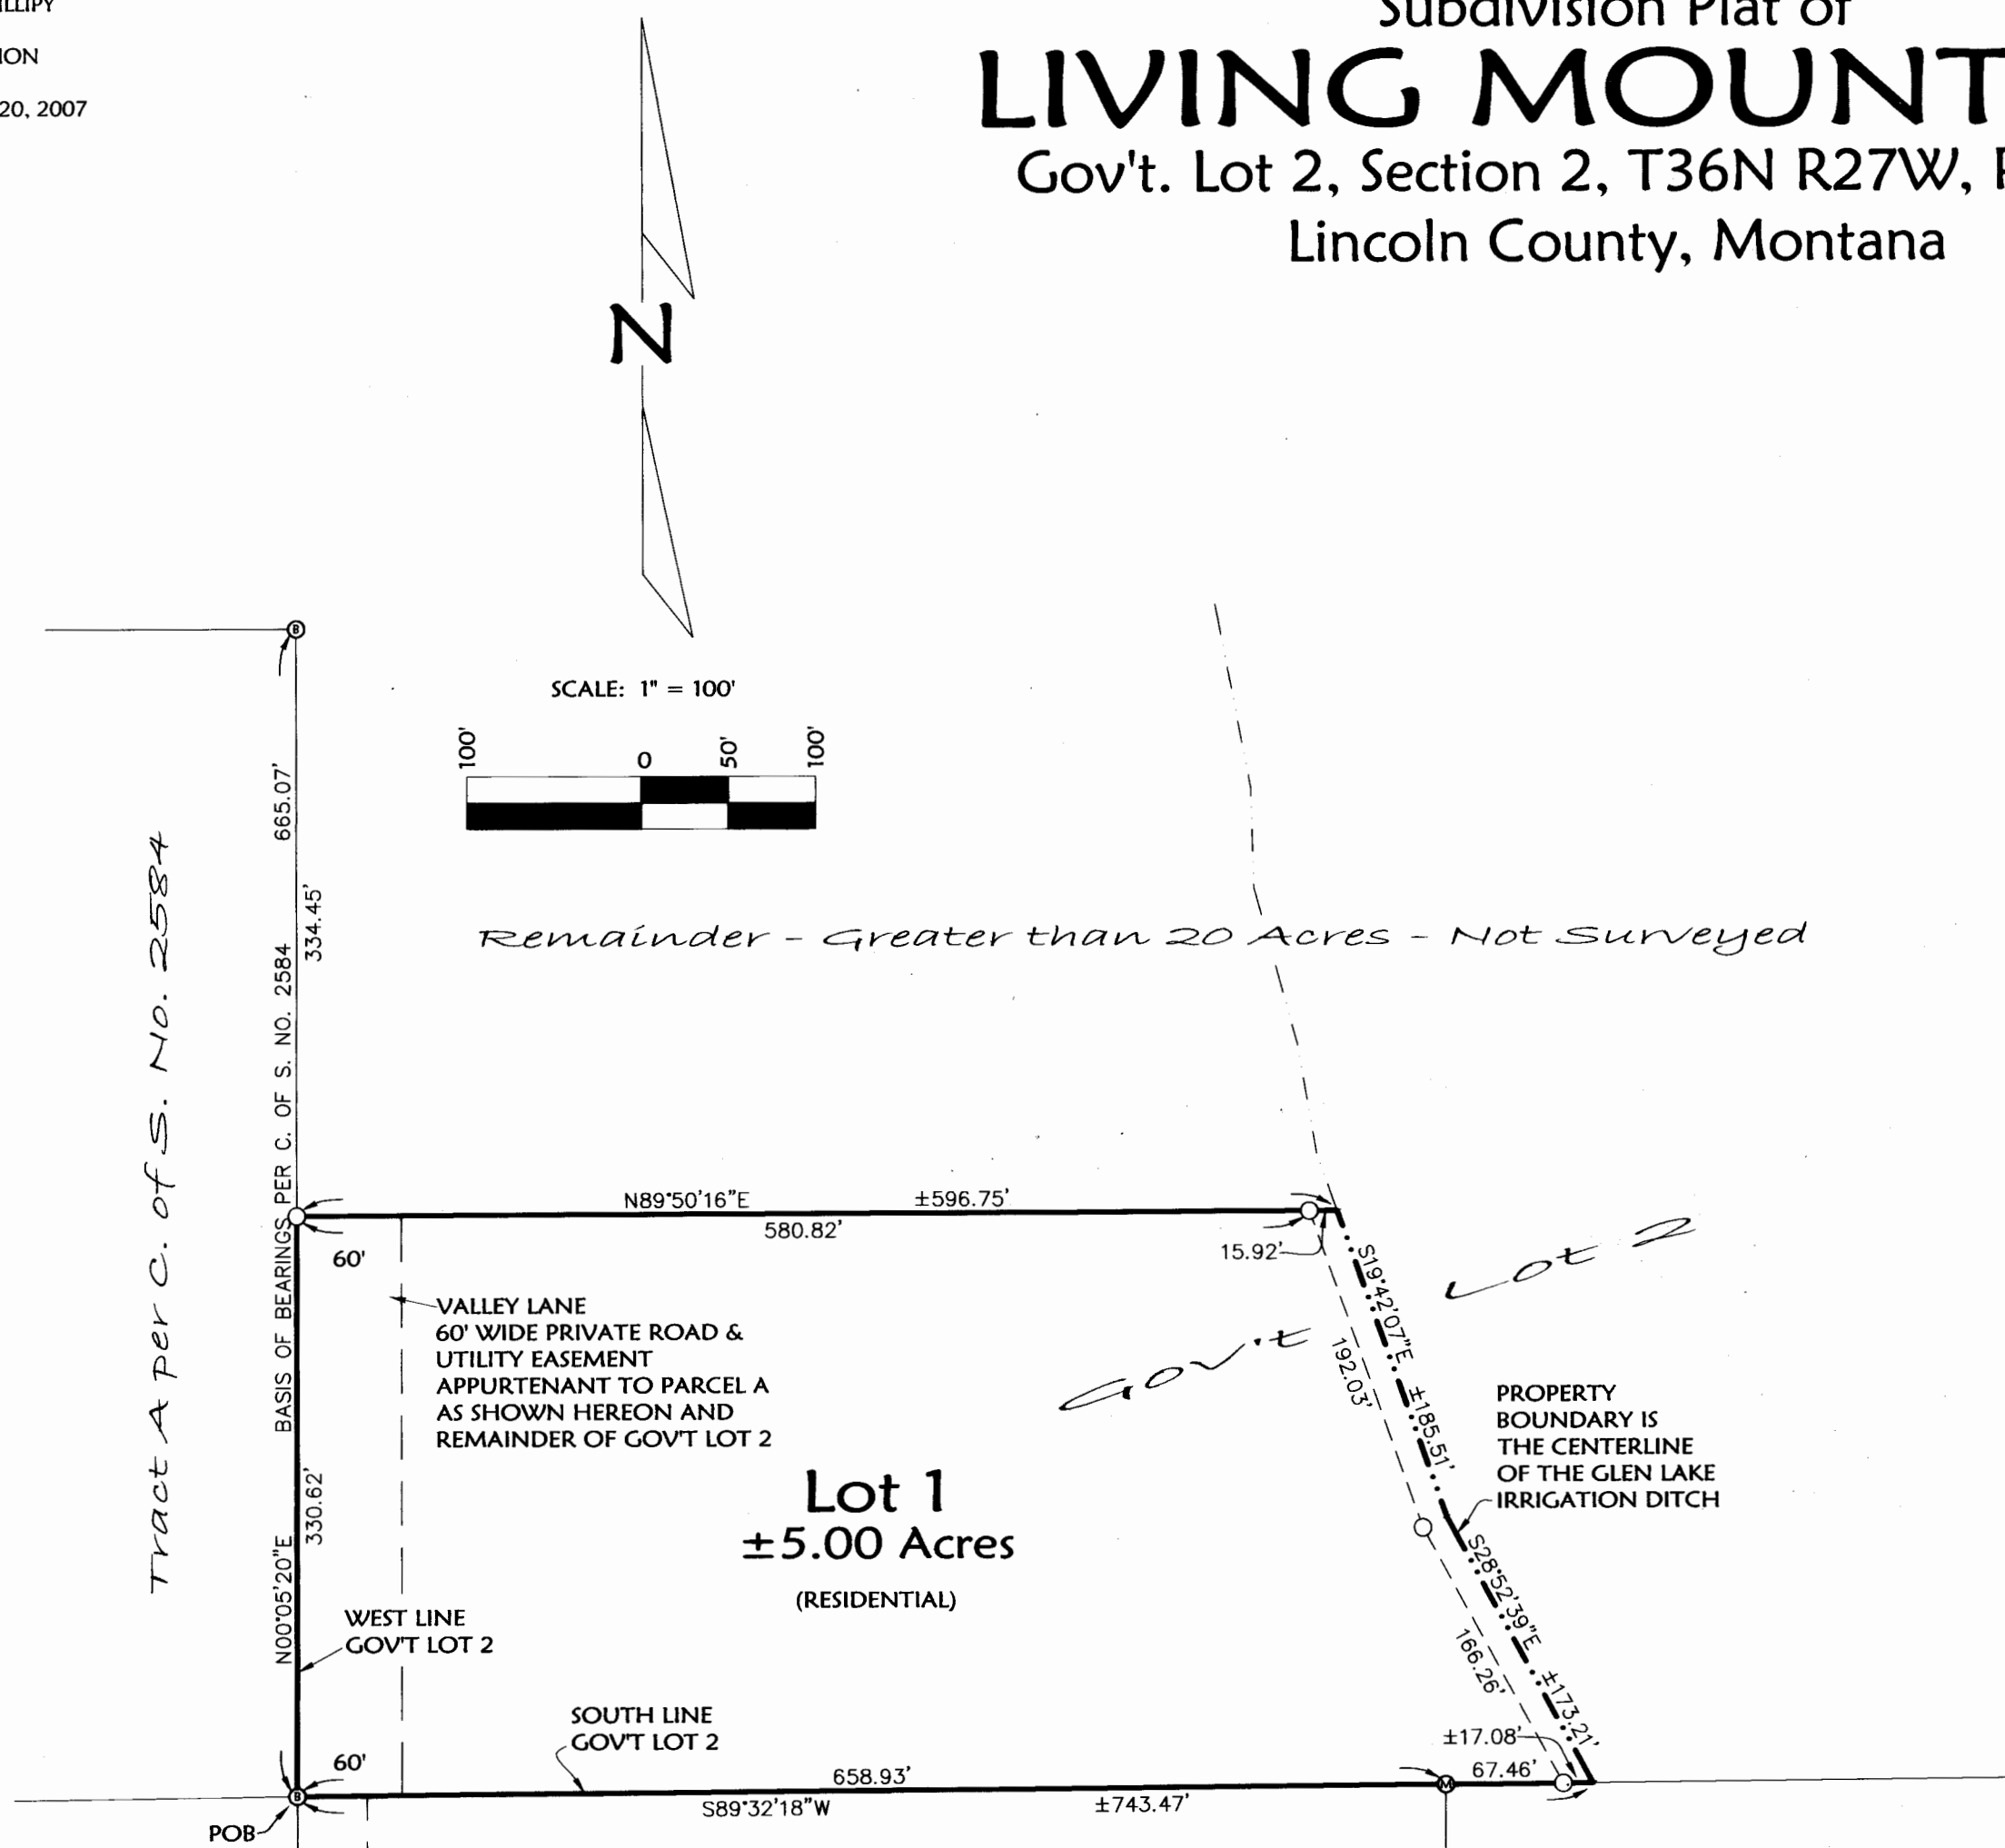 ILLIPY
ION
20, 2007
Subdivision Plat of
LIVING MOUNT
Gov't. Lot 2, Section 2, T36N R27W,
Lincoln County, Montana
N
SCALE: 1" = 100'
100'
0
50'
100'
B
665.07'
334.45'
BASIS OF BEARINGS PER C. OF S. NO. 2584
Tract A per C. of S. No. 2584
Remainder - Greater than 20 Acres - Not Surveyed
N89°50'16"E
±596.75'
580.82'
15.92'
60'
VALLEY LANE
60' WIDE PRIVATE ROAD &
UTILITY EASEMENT
APPURTENANT TO PARCEL A
AS SHOWN HEREON AND
REMAINDER OF GOV'T LOT 2
Gov't Lot 2
S19°42'07"E
±185.51'
192.03'
PROPERTY
BOUNDARY IS
THE CENTERLINE
OF THE GLEN LAKE
IRRIGATION DITCH
Lot 1
±5.00 Acres
(RESIDENTIAL)
330.62'
N00°05'20"E
S28°52'39"E
±173.21'
166.26'
WEST LINE
GOV'T LOT 2
SOUTH LINE
GOV'T LOT 2
±17.08'
60'
658.93'
67.46'
B
M
S89°32'18"W
±743.47'
POB